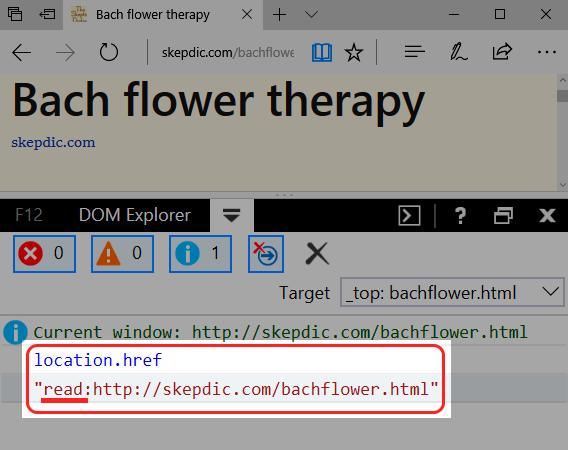 Bach flower therapy
skepdic.com/bachflowe
Bach flower therapy
skepdic.com
F12 DOM Explorer ?
0 0 1
Target _top: bachflower.html
Current window: http://skepdic.com/bachflower.html
location.href
"read:http://skepdic.com/bachflower.html"